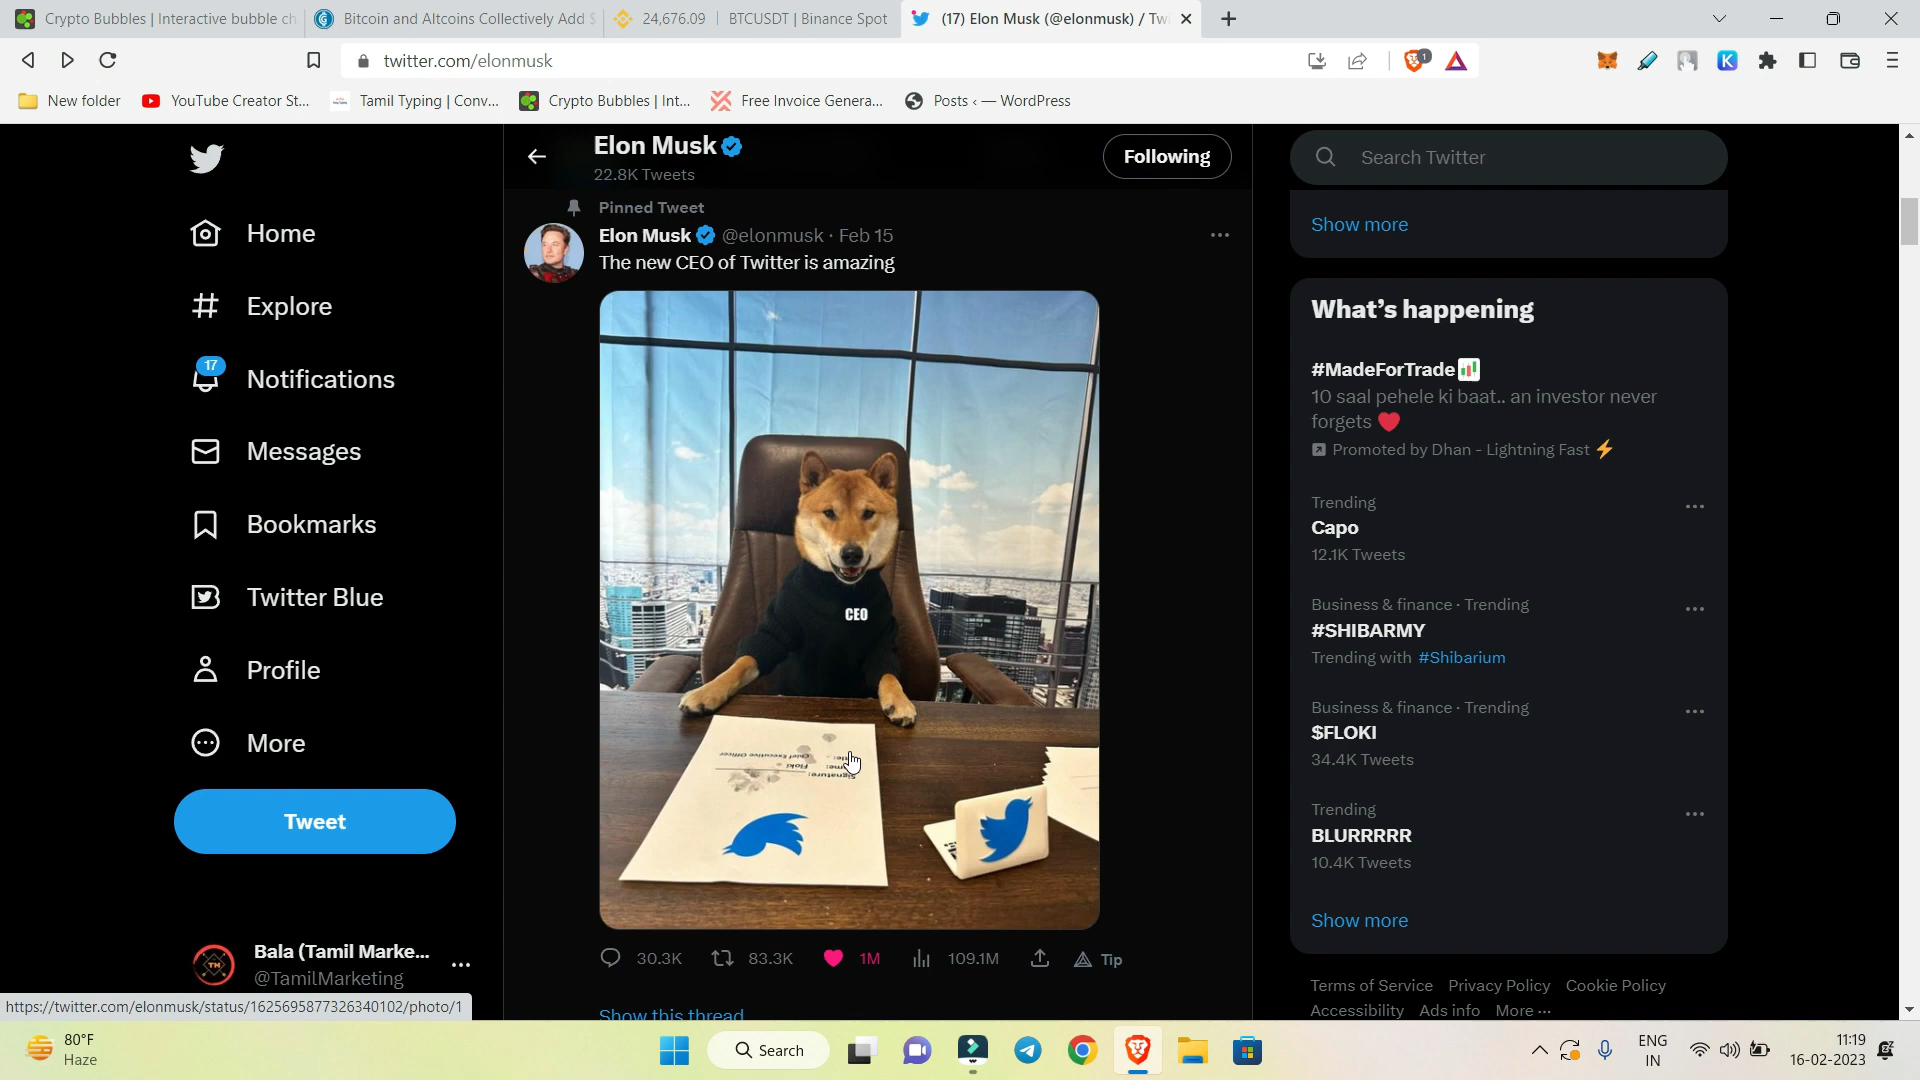 Crypto Bubbles | Interactive bubble ch
Bitcoin and Altcoins Collectively Add $
24,676.09 | BTCUSDT | Binance Spot
(17) Elon Musk (@elonmusk) / Tw
twitter.com/elonmusk
1
New folder
YouTube Creator St...
Tamil Typing | Conv...
Crypto Bubbles | Int...
Free Invoice Genera...
Posts ‹ — WordPress
Home
Explore
17
Notifications
Messages
Bookmarks
Twitter Blue
Profile
More
Tweet
Bala (Tamil Marke...
@TamilMarketing
https://twitter.com/elonmusk/status/1625695877326340102/photo/1
Elon Musk
22.8K Tweets
Following
Pinned Tweet
Elon Musk @elonmusk · Feb 15
The new CEO of Twitter is amazing
CEO
Signature:
Name: Floki
Title: Chief Executive Officer
30.3K
83.3K
1M
109.1M
Tip
Show this thread
Search Twitter
Show more
What's happening
#MadeForTrade
10 saal pehele ki baat.. an investor never
forgets ❤️
Promoted by Dhan - Lightning Fast ⚡
Trending
Capo
12.1K Tweets
Business & finance · Trending
#SHIBARMY
Trending with #Shibarium
Business & finance · Trending
$FLOKI
34.4K Tweets
Trending
BLURRRRR
10.4K Tweets
Show more
Terms of Service Privacy Policy Cookie Policy
Accessibility Ads info More ···
80°F
Haze
Search
ENG
IN
11:19
16-02-2023